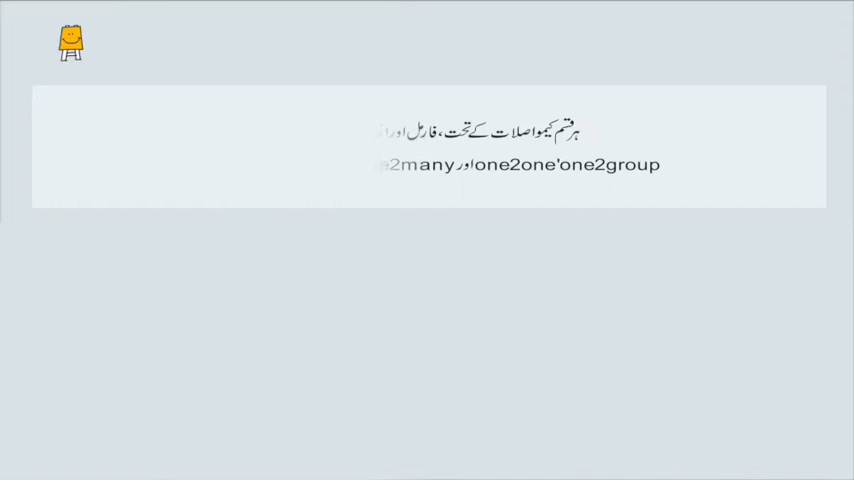 ہر قسم کیمواصلات کے تحت، فارمل اور
one2one'one2group اور e2many